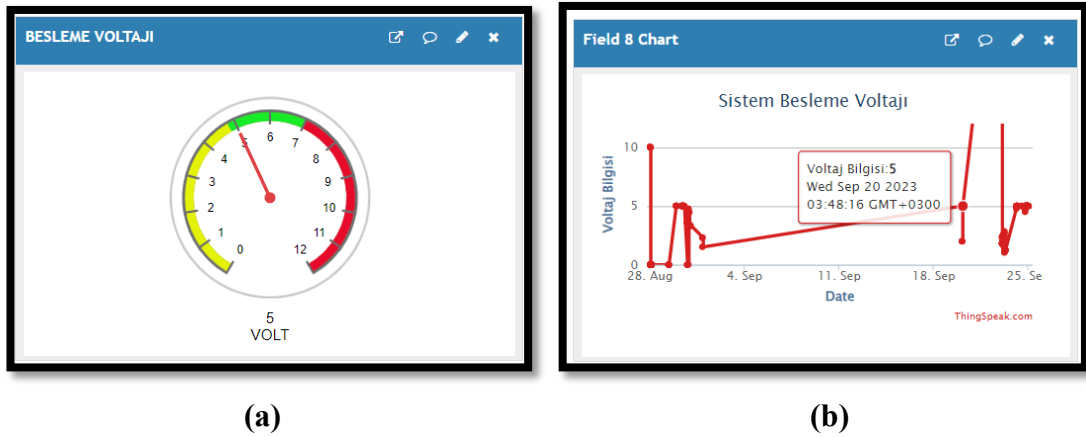 BESLEME VOLTAJI
0
1
2
3
4
5
6
7
8
9
10
11
12
5
VOLT
(a)
Field 8 Chart
Sistem Besleme Voltajı
Voltaj Bilgisi
10
5
0
Voltaj Bilgisi:5
Wed Sep 20 2023
03:48:16 GMT+0300
28. Aug 4. Sep 11. Sep 18. Sep 25. Se
Date
ThingSpeak.com
(b)